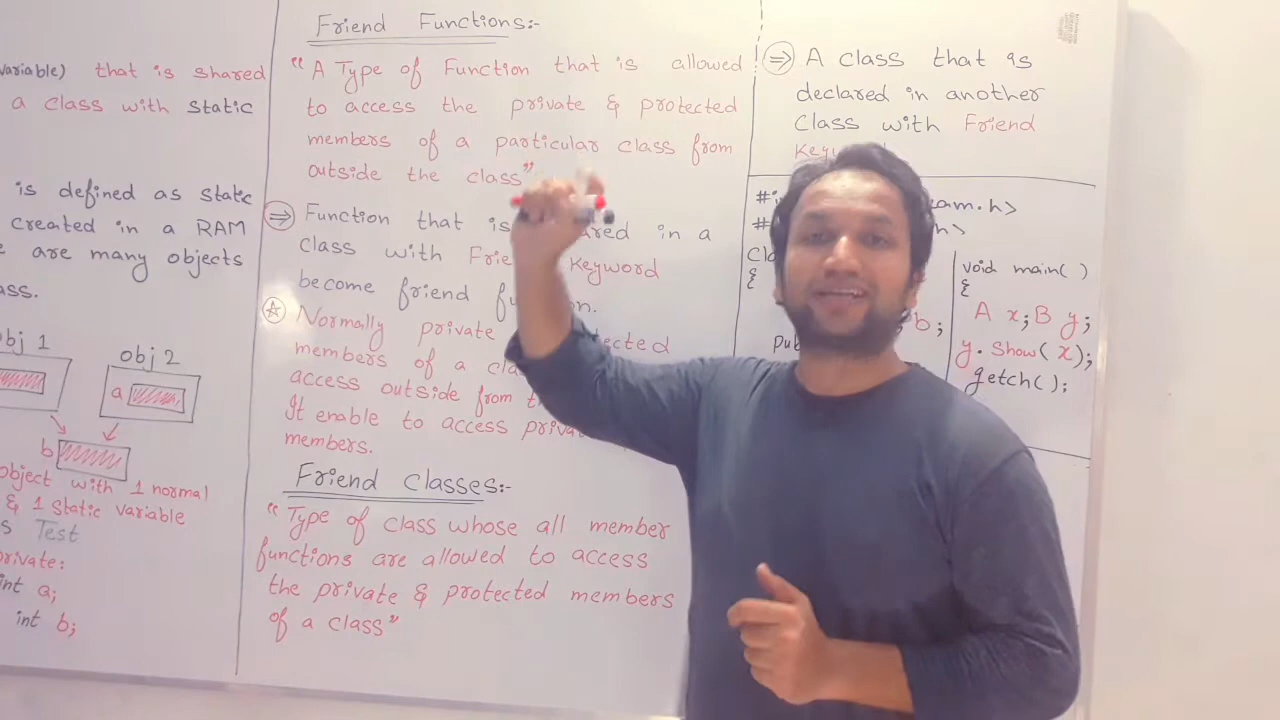 variable) that is shared
a class with static
is defined as static
created in a RAM
are many objects
ass.
obj 1
obj 2
a
b
object with 1 normal
& 1 static variable
s Test
private:
int a;
int b;
Friend Functions:-
"A Type of Function that is allowed
to access the private & protected
members of a particular class from
outside the class"
⇒ Function that is in a
class with Keyword
become friend
☆ Normally private
members of a
access outside from
It enable to access
members.
Friend Classes:-
"Type of class whose all member
functions are allowed to access
the private & protected members
of a class"
⇒ A class that is
declared in another
class with Friend
{
b;
void main( )
{
A x; B y;
y. Show( x);
getch( );